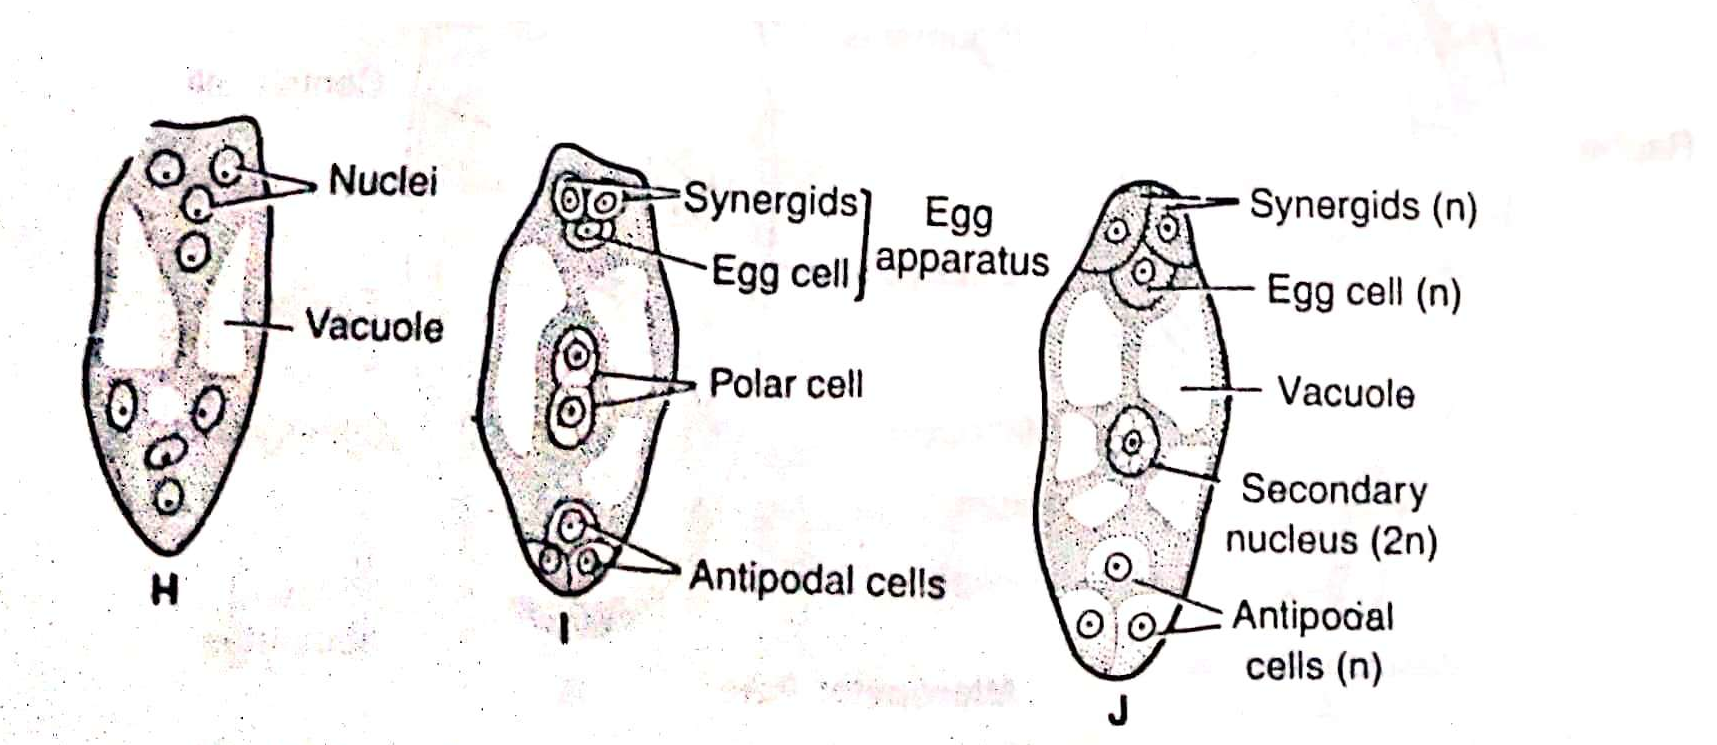 Nuclei
Vacuole
H
Synergids
Egg cell
Egg
apparatus
Polar cell
Antipodal cells
I
Synergids (n)
Egg cell (n)
Vacuole
Secondary
nucleus (2n)
Antipodal
cells (n)
J